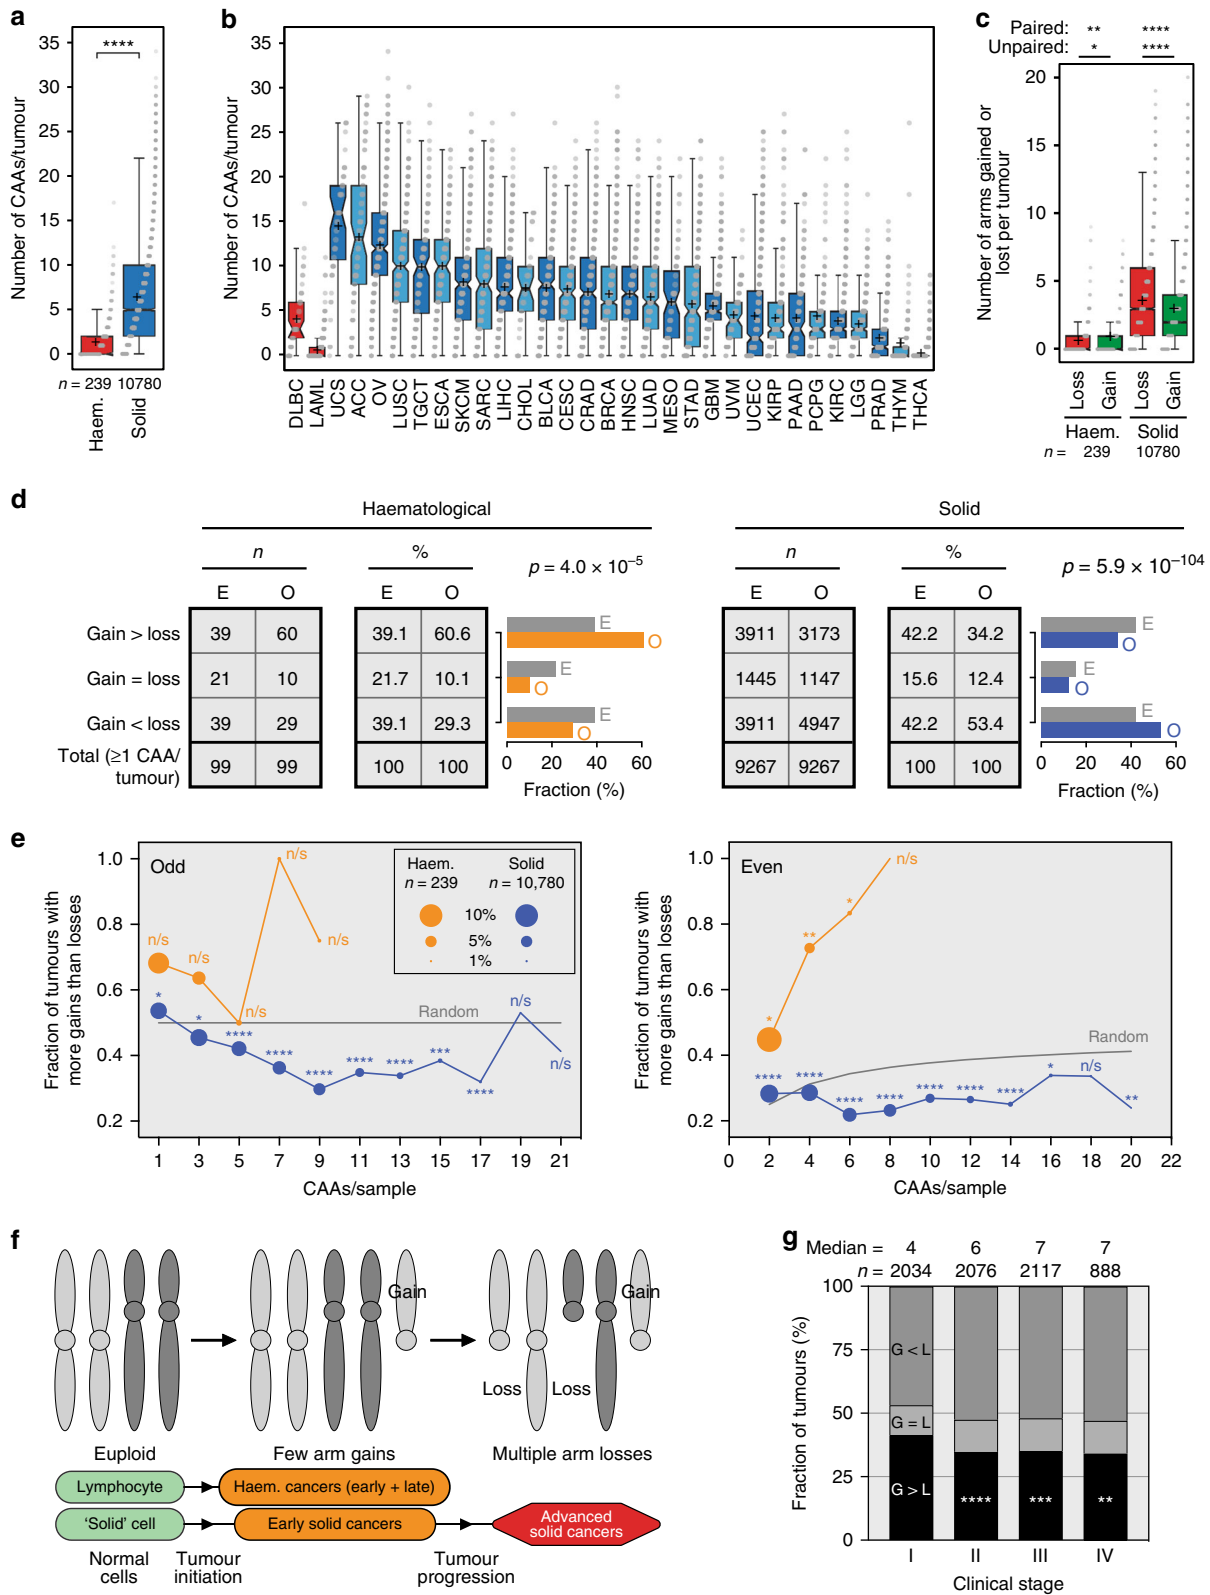 a
****
Number of CAAs/tumour
35
30
25
20
15
10
5
0
n = 239 10780
Haem.
Solid
b
Number of CAAs/tumour
35
30
25
20
15
10
5
0
DLBC
LAML
UCS
ACC
OV
LUSC
TGCT
ESCA
SKCM
SARC
LIHC
CHOL
BLCA
CESC
CRAD
BRCA
HNSC
LUAD
MESO
STAD
GBM
UVM
UCEC
KIRP
PAAD
PCPG
KIRC
LGG
PRAD
THYM
THCA
c
Paired: ** ****
Unpaired: * ****
Number of arms gained or
lost per tumour
20
15
10
5
0
Loss
Gain
Loss
Gain
Haem. Solid
n = 239 10780
d
Haematological
n %
p = 4.0 × 10–5
E O E O
Gain > loss 39 60 39.1 60.6 E O
Gain = loss 21 10 21.7 10.1 E O
Gain < loss 39 29 39.1 29.3 E O
Total (≥1 CAA/
tumour) 99 99 100 100
0 20 40 60
Fraction (%)
Solid
n %
p = 5.9 × 10–104
E O E O
3911 3173 42.2 34.2 E O
1445 1147 15.6 12.4 E O
3911 4947 42.2 53.4 E O
9267 9267 100 100
0 20 40 60
Fraction (%)
e
Fraction of tumours with
more gains than losses
1.0
0.8
0.6
0.4
0.2
Odd
Haem. Solid
n = 239 n = 10,780
10%
5%
1%
n/s
n/s
n/s
n/s
n/s
Random
*
*
****
****
****
****
****
***
****
n/s
n/s
1 3 5 7 9 11 13 15 17 19 21
CAAs/sample
Fraction of tumours with
more gains than losses
1.0
0.8
0.6
0.4
0.2
Even
*
**
*
n/s
Random
****
****
****
****
****
****
****
*
n/s
**
0 2 4 6 8 10 12 14 16 18 20 22
CAAs/sample
f
Gain
Gain
Loss Loss
Euploid Few arm gains Multiple arm losses
Lymphocyte Haem. cancers (early + late)
‘Solid’ cell Early solid cancers Advanced
solid cancers
Normal
cells
Tumour
initiation
Tumour
progression
g
Median = 4 6 7 7
n = 2034 2076 2117 888
Fraction of tumours (%)
100
75
50
25
0
G < L
G = L
G > L
**** *** **
I II III IV
Clinical stage